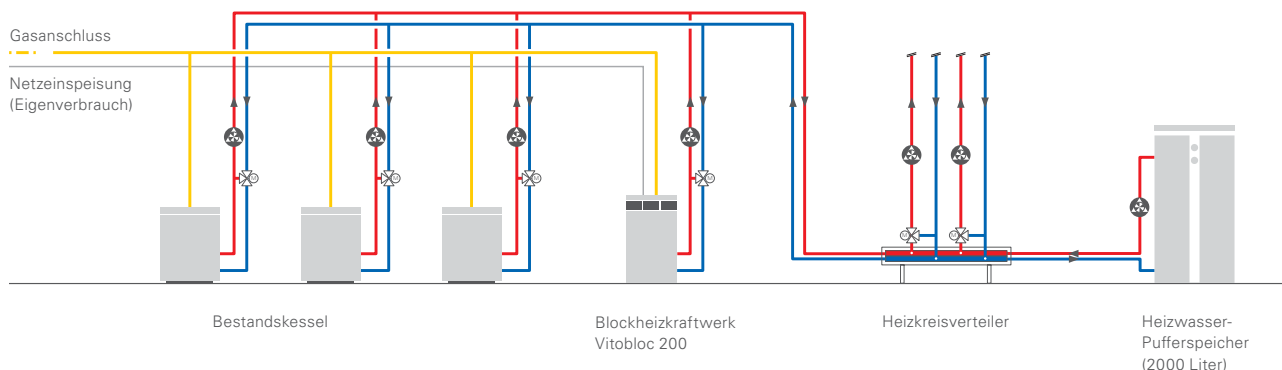 Gasanschluss
Netzeinspeisung
(Eigenverbrauch)
M
M
M
M
M
M
Bestandskessel
Blockheizkraftwerk
Vitobloc 200
Heizkreisverteiler
Heizwasser-
Pufferspeicher
(2000 Liter)